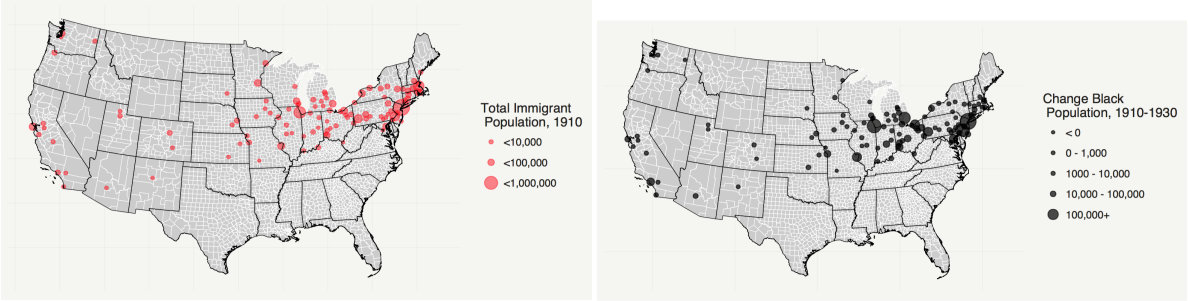 Total Immigrant
Population, 1910
<10,000
<100,000
<1,000,000
Change Black
Population, 1910-1930
< 0
0 - 1,000
1000 - 10,000
10,000 - 100,000
100,000+